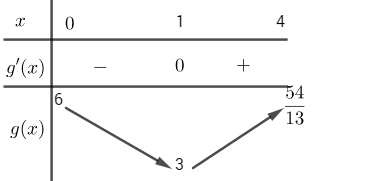 x 0 1 4
g′(x) − 0 +
6 54/13
g(x)
3